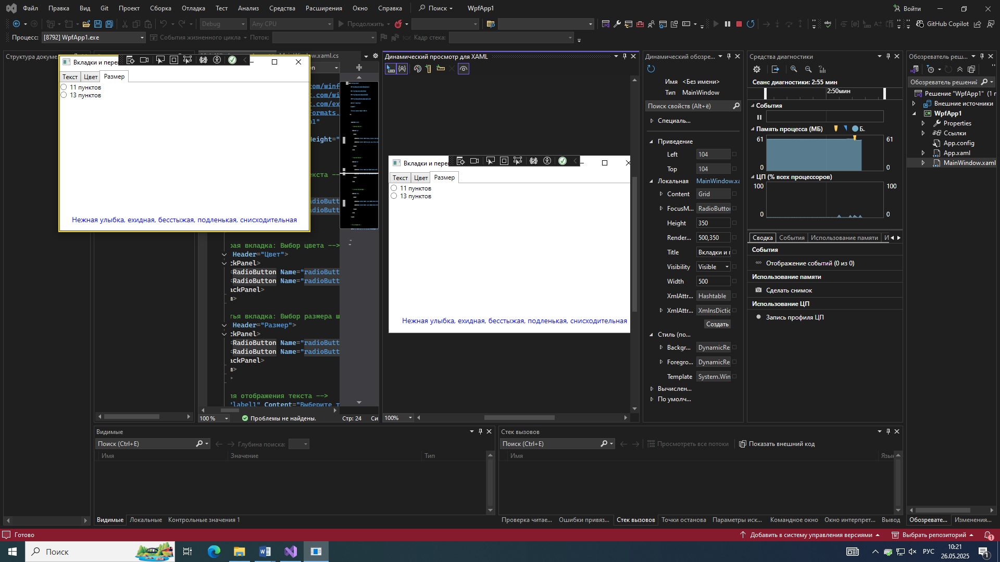 Файл Правка Вид Git Проект Сборка Отладка Тест Анализ Средства Расширения Окно Справка Поиск WpfApp1 Войти
Debug Any CPU Продолжить GitHub Copilot
Процесс: [8792] WpfApp1.exe События жизненного цикла Поток: Кадр стека:
Структура докуме
Вкладки и пере
Текст Цвет Размер
11 пунктов
13 пунктов
Нежная улыбка, ехидная, бесстыжая, подленькая, снисходительная
Window.xaml.cs
.com/winf
t.com/wi
t.com/ex
Formats.
Height="
екста --
adioButt
adioButt
рая вкладка: Выбор цвета -->
Header="Цвет">
ckPanel>
<RadioButton Name="radioButt
<RadioButton Name="radioButt
ackPanel>
m>
тья вкладка: Выбор размера ш
Header="Размер">
ckPanel>
<RadioButton Name="radioButt
<RadioButton Name="radioButt
ackPanel>
m>
>
ля отображения текста -->
"label1" Content="Выберите т
100 % Проблемы не найдены. Стр: 24 Си
Динамический просмотр для XAML
Вкладки и пере
Текст Цвет Размер
11 пунктов
13 пунктов
Нежная улыбка, ехидная, бесстыжая, подленькая, снисходительная
100%
Динамический обозре...
Имя <Без имени>
Тип MainWindow
Поиск свойств (Alt+ё)
Специаль...
Приведение
Left 104
Top 104
Локальная MainWindow.xa
Content Grid
FocusM... RadioButton
Height 350
Render... 500,350
Title Вкладки и п
Visibility Visible
Width 500
XmlAttr... Hashtable
XmlAttr... XmlnsDictio
Создать
Стиль (по...
Backgr... DynamicRe
Foregro... DynamicRe
Template System.Win
Вычислен...
По умолч...
Средства диагностики
Сеанс диагностики: 2:55 мин
2:50мин
События
Память процесса (МБ) Б..
61 61
0 0
ЦП (% всех процессоров)
100 100
0 0
Сводка События Использование памяти И
События
Отображение событий (0 из 0)
Использование памяти
Сделать снимок
Использование ЦП
Запись профиля ЦП
Обозреватель реш...
Обозреватель решений
Решение "WpfApp1" (1 г
Внешние источники
WpfApp1
Properties
Ссылки
App.config
App.xaml
MainWindow.xaml
Видимые
Поиск (Ctrl+E) Глубина поиска:
Имя Значение Тип
Видимые Локальные Контрольные значения 1
Стек вызовов
Поиск (Ctrl+E) Просмотреть все потоки Показать внешний код
Имя Язык
Проверка читае... Ошибки привяз... Стек вызовов Точки останова Параметры иск... Командное окно Окно интерпрет... Вывод
Обозревате... Изменения...
Готово Добавить в систему управления версиями Выбрать репозиторий 1
Поиск РУС 10:21
26.05.2025 1